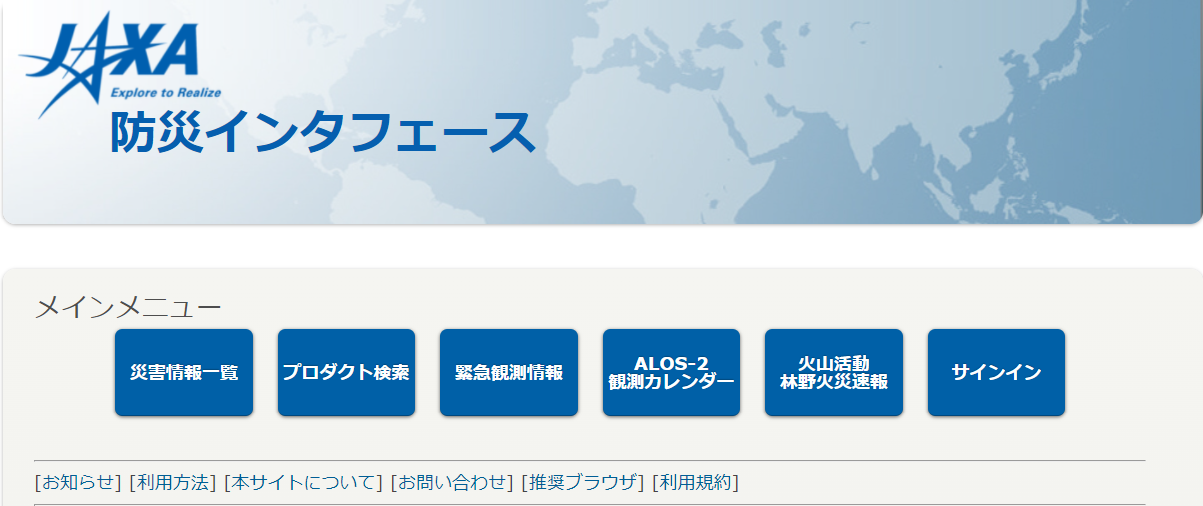 JAXA
Explore to Realize
防災インタフェース
メインメニュー
災害情報一覧
プロダクト検索
緊急観測情報
ALOS-2
観測カレンダー
火山活動
林野火災速報
サインイン
[お知らせ] [利用方法] [本サイトについて] [お問い合わせ] [推奨ブラウザ] [利用規約]